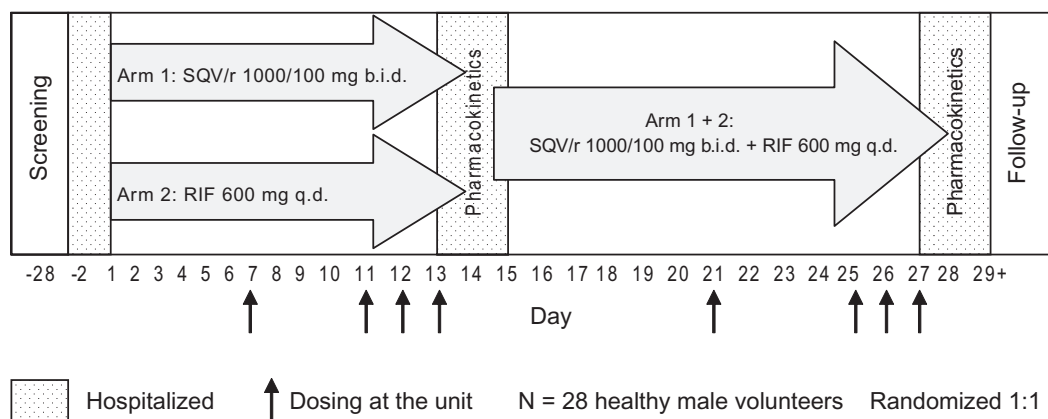 Screening
Arm 1: SQV/r 1000/100 mg b.i.d.
Arm 2: RIF 600 mg q.d.
Pharmacokinetics
Arm 1 + 2:
SQV/r 1000/100 mg b.i.d. + RIF 600 mg q.d.
Pharmacokinetics
Follow-up
-28 -2 1 2 3 4 5 6 7 8 9 10 11 12 13 14 15 16 17 18 19 20 21 22 23 24 25 26 27 28 29+
Day
Hospitalized Dosing at the unit N = 28 healthy male volunteers Randomized 1:1